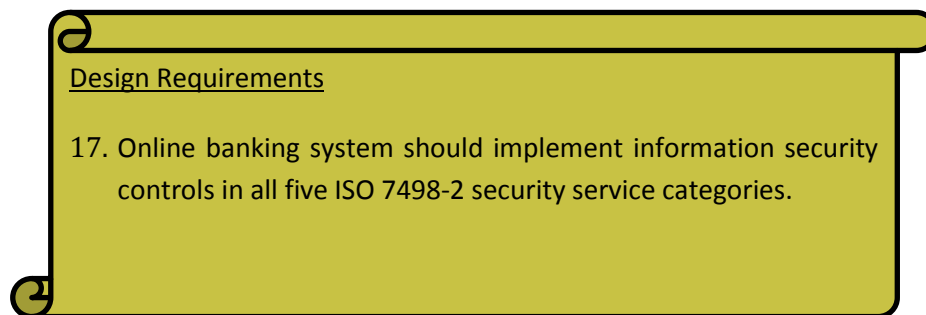 Design Requirements
17. Online banking system should implement information security
controls in all five ISO 7498-2 security service categories.